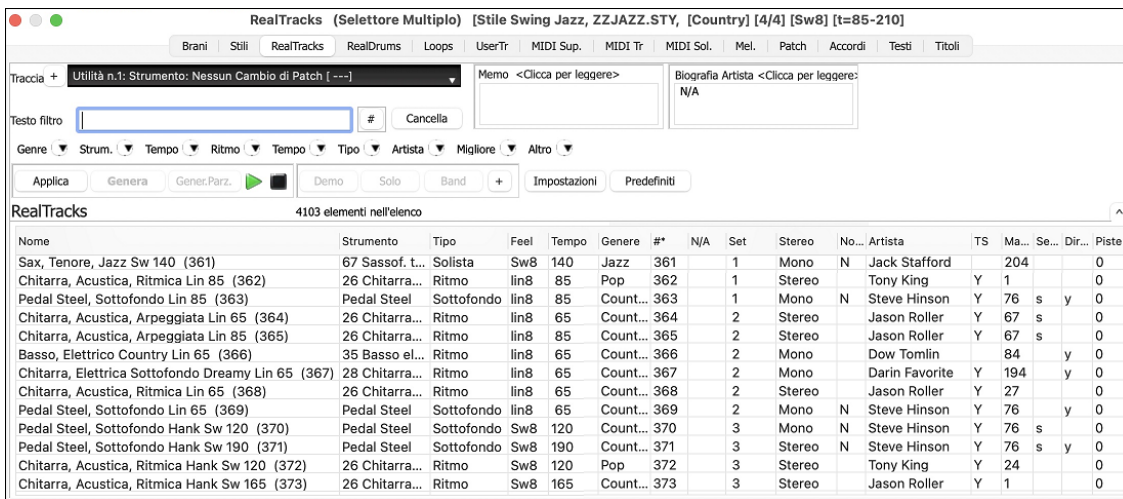 RealTracks (Selettore Multiplo) [Stile Swing Jazz, ZZJAZZ.STY, [Country] [4/4] [Sw8] [t=85-210]
Brani Stili RealTracks RealDrums Loops UserTr MIDI Sup. MIDI Tr MIDI Sol. Mel. Patch Accordi Testi Titoli
Traccia + Utilità n.1: Strumento: Nessun Cambio di Patch [ ---] Memo <Clicca per leggere> Biografia Artista <Clicca per leggere>
N/A
Testo filtro # Cancella
Genre Strum. Tempo Ritmo Tempo Tipo Artista Migliore Altro
Applica Genera Gener.Parz. Demo Solo Band + Impostazioni Predefiniti
RealTracks 4103 elementi nell'elenco
Nome Strumento Tipo Feel Tempo Genere #* N/A Set Stereo No... Artista TS Ma... Se... Dir... Piste
Sax, Tenore, Jazz Sw 140 (361) 67 Sassof. t... Solista Sw8 140 Jazz 361 1 Mono N Jack Stafford 204 0
Chitarra, Acustica, Ritmica Lin 85 (362) 26 Chitarra... Ritmo lin8 85 Pop 362 1 Stereo Tony King Y 1 0
Pedal Steel, Sottofondo Lin 85 (363) Pedal Steel Sottofondo lin8 85 Count... 363 1 Mono N Steve Hinson Y 76 s y 0
Chitarra, Acustica, Arpeggiata Lin 65 (364) 26 Chitarra... Ritmo lin8 65 Count... 364 2 Stereo Jason Roller Y 67 s 0
Chitarra, Acustica, Arpeggiata Lin 85 (365) 26 Chitarra... Ritmo lin8 85 Count... 365 2 Stereo Jason Roller Y 67 s 0
Basso, Elettrico Country Lin 65 (366) 35 Basso el... Ritmo lin8 65 Count... 366 2 Mono Dow Tomlin 84 y 0
Chitarra, Elettrica Sottofondo Dreamy Lin 65 (367) 28 Chitarra... Ritmo lin8 65 Count... 367 2 Mono Darin Favorite Y 194 y 0
Chitarra, Acustica, Ritmica Lin 65 (368) 26 Chitarra... Ritmo lin8 65 Count... 368 2 Stereo Jason Roller Y 27 0
Pedal Steel, Sottofondo Lin 65 (369) Pedal Steel Sottofondo lin8 65 Count... 369 2 Mono N Steve Hinson Y 76 y 0
Pedal Steel, Sottofondo Hank Sw 120 (370) Pedal Steel Sottofondo Sw8 120 Count... 370 3 Mono N Steve Hinson Y 76 s 0
Pedal Steel, Sottofondo Hank Sw 190 (371) Pedal Steel Sottofondo Sw8 190 Count... 371 3 Stereo N Steve Hinson Y 76 s y 0
Chitarra, Acustica, Ritmica Hank Sw 120 (372) 26 Chitarra... Ritmo Sw8 120 Pop 372 3 Stereo Tony King Y 24 0
Chitarra, Acustica, Ritmica Hank Sw 165 (373) 26 Chitarra... Ritmo Sw8 165 Count... 373 3 Stereo Jason Roller Y 1 0